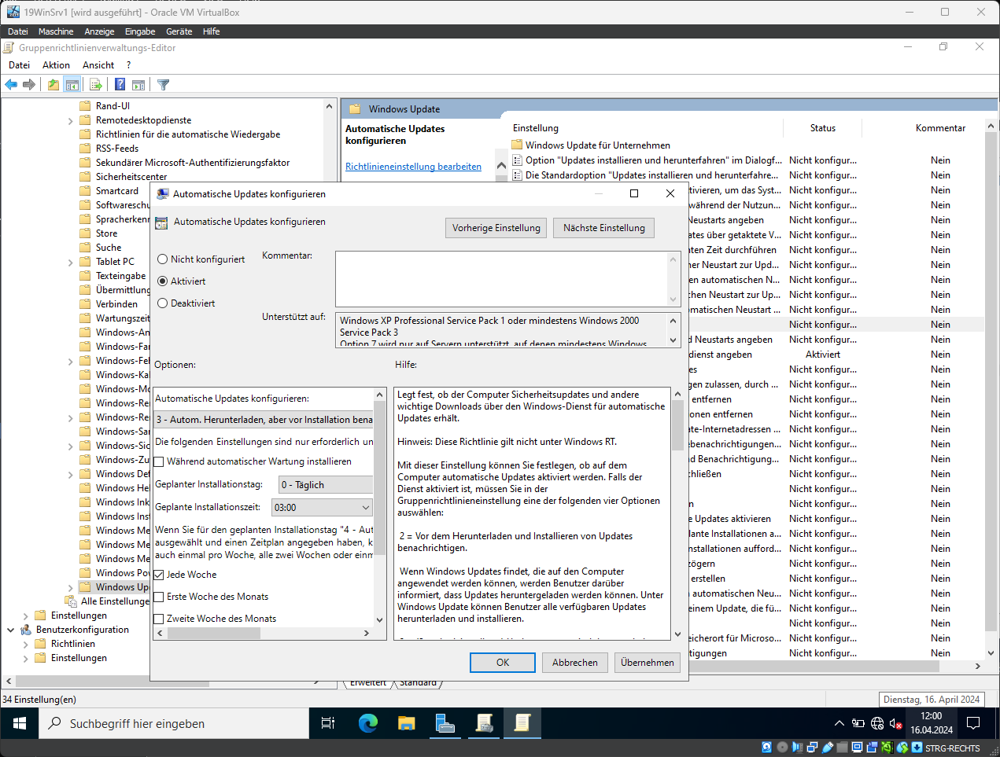 19WinSrv1 [wird ausgeführt] - Oracle VM VirtualBox
Datei Maschine Anzeige Eingabe Geräte Hilfe
Gruppenrichtlinienverwaltungs-Editor
Datei Aktion Ansicht ?
Rand-UI
Remotedesktopdienste
Richtlinien für die automatische Wiedergabe
RSS-Feeds
Sekundärer Microsoft-Authentifizierungsfaktor
Sicherheitscenter
Smartcard
Softwareschu
Spracherkenn
Store
Suche
Tablet PC
Texteingabe
Übermittlung
Verbinden
Wartungszeit
Windows-An
Windows-Far
Windows-Feh
Windows-Kal
Windows-Mo
Windows-Re
Windows-Re
Windows-San
Windows-Sic
Windows-Zu
Windows Def
Windows He
Windows Ink
Windows Inst
Windows Me
Windows Me
Windows Me
Windows Pow
Windows Upd
Alle Einstellunge
Einstellungen
Benutzerkonfiguration
Richtlinien
Einstellungen
Windows Update
Automatische Updates
konfigurieren
Richtlinieneinstellung bearbeiten
Einstellung Status Kommentar
Windows Update für Unternehmen
Option "Updates installieren und herunterfahren" im Dialogf... Nicht konfigur... Nein
Die Standardoption "Updates installieren und herunterfahre... Nicht konfigur... Nein
tivieren, um das Syst... Nicht konfigur... Nein
während der Nutzun... Nicht konfigur... Nein
Neustarts angeben Nicht konfigur... Nein
ates über getaktete V... Nicht konfigur... Nein
ten Zeit durchführen Nicht konfigur... Nein
her Neustart zur Upd... Nicht konfigur... Nein
en automatischen N... Nicht konfigur... Nein
chen Neustart zur Up... Nicht konfigur... Nein
matischen Neustart ... Nicht konfigur... Nein
Nicht konfigur... Nein
d Neustarts angeben Nicht konfigur... Nein
dienst angeben Aktiviert Nein
es Nicht konfigur... Nein
gen zulassen, durch ... Nicht konfigur... Nein
entfernen Nicht konfigur... Nein
onen entfernen Nicht konfigur... Nein
te-Internetadressen ... Nicht konfigur... Nein
ebenachrichtigungen... Nicht konfigur... Nein
d Benachrichtigung... Nicht konfigur... Nein
chließen Nicht konfigur... Nein
Nicht konfigur... Nein
n Nicht konfigur... Nein
e Updates aktivieren Nicht konfigur... Nein
lante Installationen a... Nicht konfigur... Nein
nstallationen aufford... Nicht konfigur... Nein
zögern Nicht konfigur... Nein
erstellen Nicht konfigur... Nein
n automatischen Neu... Nicht konfigur... Nein
einem Update, die fü... Nicht konfigur... Nein
Nicht konfigur... Nein
eicherort für Microso... Nicht konfigur... Nein
tigungen Nicht konfigur... Nein
Automatische Updates konfigurieren
Automatische Updates konfigurieren
Vorherige Einstellung Nächste Einstellung
Nicht konfiguriert
Aktiviert
Deaktiviert
Kommentar:
Unterstützt auf:
Windows XP Professional Service Pack 1 oder mindestens Windows 2000
Service Pack 3
Option 7 wird nur auf Servern unterstützt, auf denen mindestens Windows
Optionen:
Hilfe:
Automatische Updates konfigurieren:
3 - Autom. Herunterladen, aber vor Installation bena
Die folgenden Einstellungen sind nur erforderlich un
Während automatischer Wartung installieren
Geplanter Installationstag: 0 - Täglich
Geplante Installationszeit: 03:00
Wenn Sie für den geplanten Installationstag "4 - Aut
ausgewählt und einen Zeitplan angegeben haben, k
auch einmal pro Woche, alle zwei Wochen oder einm
Jede Woche
Erste Woche des Monats
Zweite Woche des Monats
Legt fest, ob der Computer Sicherheitsupdates und andere
wichtige Downloads über den Windows-Dienst für automatische
Updates erhält.
Hinweis: Diese Richtlinie gilt nicht unter Windows RT.
Mit dieser Einstellung können Sie festlegen, ob auf dem
Computer automatische Updates aktiviert werden. Falls der
Dienst aktiviert ist, müssen Sie in der
Gruppenrichtlinieneinstellung eine der folgenden vier Optionen
auswählen:
2 = Vor dem Herunterladen und Installieren von Updates
benachrichtigen.
Wenn Windows Updates findet, die auf den Computer
angewendet werden können, werden Benutzer darüber
informiert, dass Updates heruntergeladen werden können. Unter
Windows Update können Benutzer alle verfügbaren Updates
herunterladen und installieren.
OK Abbrechen Übernehmen
Erweitert Standard
34 Einstellung(en)
Dienstag, 16. April 2024
Suchbegriff hier eingeben
12:00
16.04.2024
STRG-RECHTS